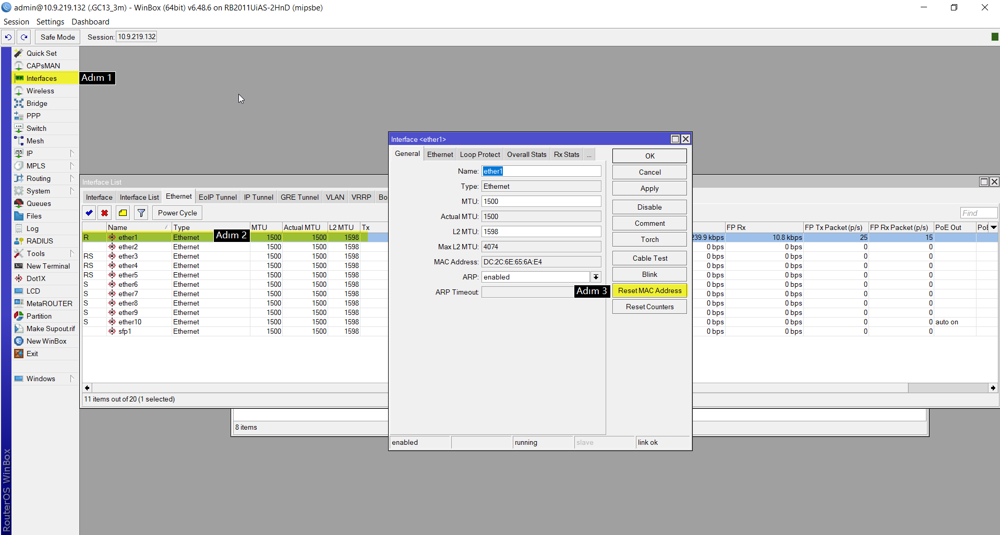 admin@10.9.219.132 (.GC13_3m) - WinBox (64bit) v6.48.6 on RB2011UiAS-2HnD (mipsbe)
Session Settings Dashboard
Safe Mode Session: 10.9.219.132
Quick Set
CAPsMAN
Interfaces Adım 1
Wireless
Bridge
PPP
Switch
Mesh
IP
MPLS
Routing
System
Queues
Files
Log
RADIUS
Tools
New Terminal
Dot1X
LCD
MetaROUTER
Partition
Make Supout.rif
New WinBox
Exit
Windows
RouterOS WinBox
Interface List
Interface Interface List Ethernet EoIP Tunnel IP Tunnel GRE Tunnel VLAN VRRP Bo
Power Cycle Find
Name Type MTU Actual MTU L2 MTU Tx FP Rx FP Tx Packet (p/s) FP Rx Packet (p/s) PoE Out
R ether1 Ethernet Adım 2 1500 1500 1598 239.9 kbps 10.8 kbps 25 15
ether2 Ethernet 1500 1500 1598 0 bps 0 bps 0 0
RS ether3 Ethernet 1500 1500 1598 0 bps 0 bps 0 0
RS ether4 Ethernet 1500 1500 1598 0 bps 0 bps 0 0
RS ether5 Ethernet 1500 1500 1598 0 bps 0 bps 0 0
S ether6 Ethernet 1500 1500 1598 0 bps 0 bps 0 0
S ether7 Ethernet 1500 1500 1598 0 bps 0 bps 0 0
S ether8 Ethernet 1500 1500 1598 0 bps 0 bps 0 0
S ether9 Ethernet 1500 1500 1598 0 bps 0 bps 0 0
S ether10 Ethernet 1500 1500 1598 0 bps 0 bps 0 0 auto on
sfp1 Ethernet 1500 1500 1598 0 bps 0 bps 0 0
11 items out of 20 (1 selected)
8 items
Interface <ether1>
General Ethernet Loop Protect Overall Stats Rx Stats ...
Name: ether1
Type: Ethernet
MTU: 1500
Actual MTU: 1500
L2 MTU: 1598
Max L2 MTU: 4074
MAC Address: DC:2C:6E:65:6A:E4
ARP: enabled
ARP Timeout: Adım 3
OK
Cancel
Apply
Disable
Comment
Torch
Cable Test
Blink
Reset MAC Address
Reset Counters
enabled running slave link ok